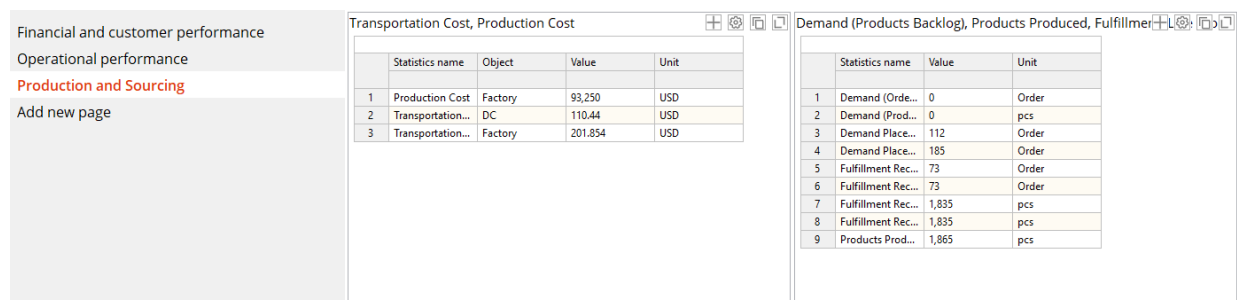 Financial and customer performance
Operational performance
Production and Sourcing
Add new page
Transportation Cost, Production Cost
Statistics name Object Value Unit
1 Production Cost Factory 93,250 USD
2 Transportation... DC 110.44 USD
3 Transportation... Factory 201.854 USD
Demand (Products Backlog), Products Produced, Fulfillmen
Statistics name Value Unit
1 Demand (Orde... 0 Order
2 Demand (Prod... 0 pcs
3 Demand Place... 112 Order
4 Demand Place... 185 Order
5 Fulfillment Rec... 73 Order
6 Fulfillment Rec... 73 Order
7 Fulfillment Rec... 1,835 pcs
8 Fulfillment Rec... 1,835 pcs
9 Products Prod... 1,865 pcs